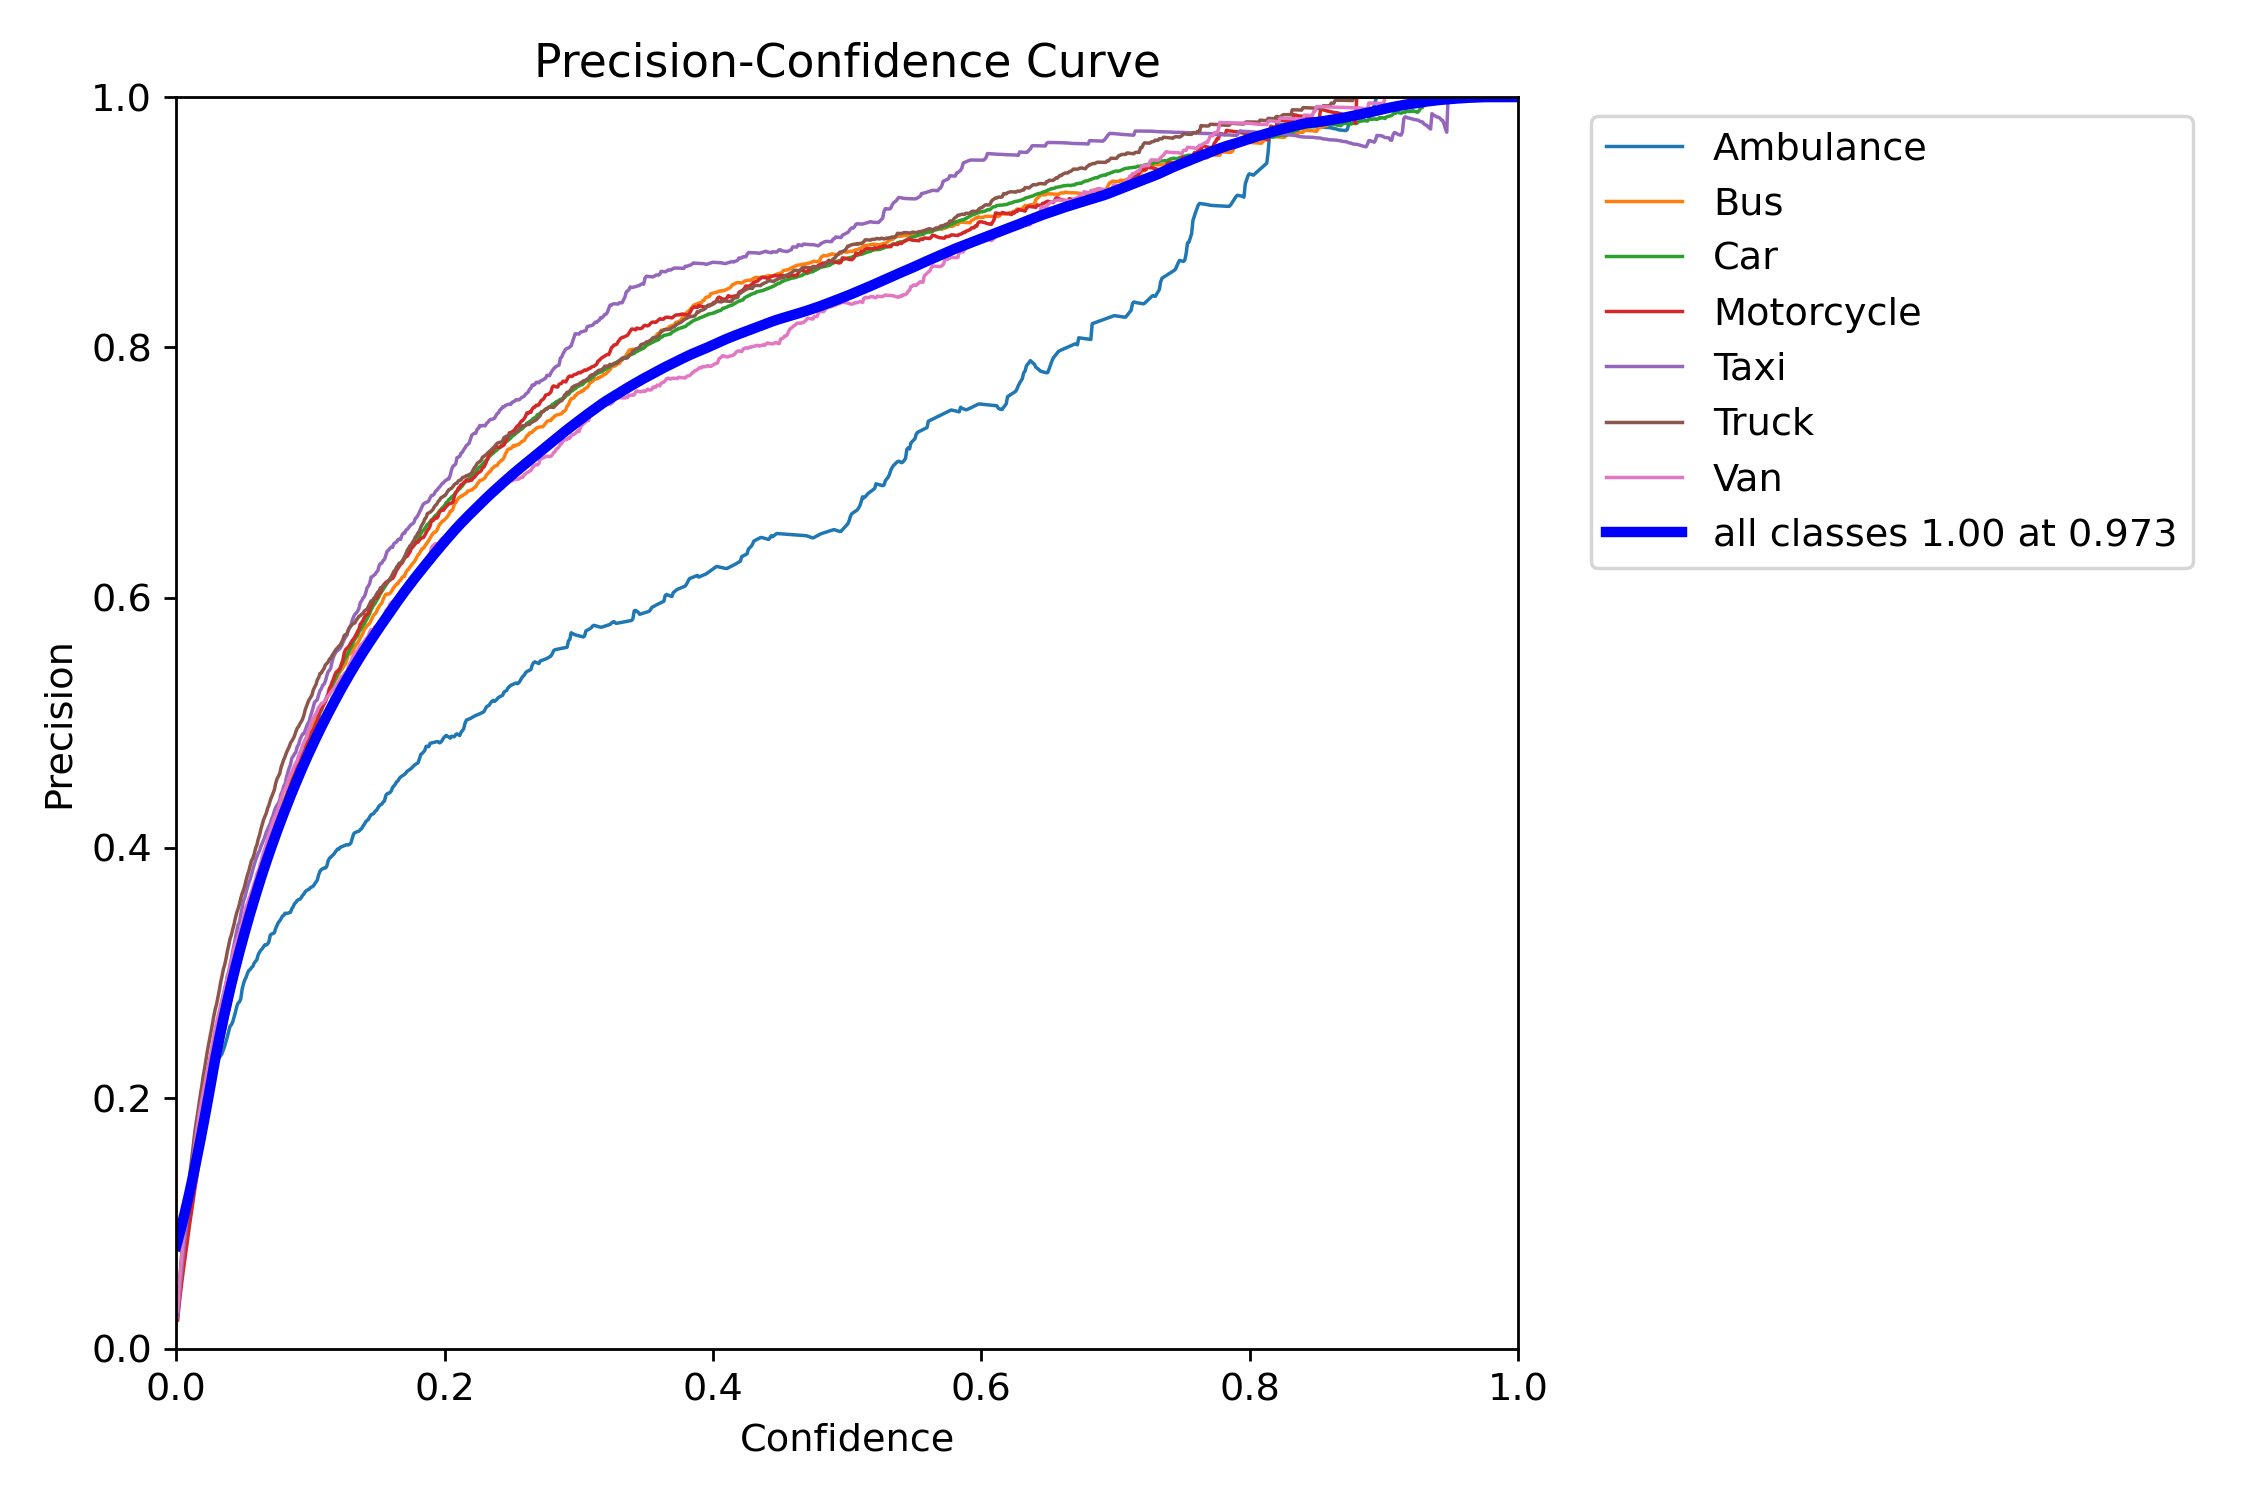 Precision-Confidence Curve
1.0
0.8
0.6
0.4
0.2
0.0
Precision
0.0 0.2 0.4 0.6 0.8 1.0
Confidence
Ambulance
Bus
Car
Motorcycle
Taxi
Truck
Van
all classes 1.00 at 0.973